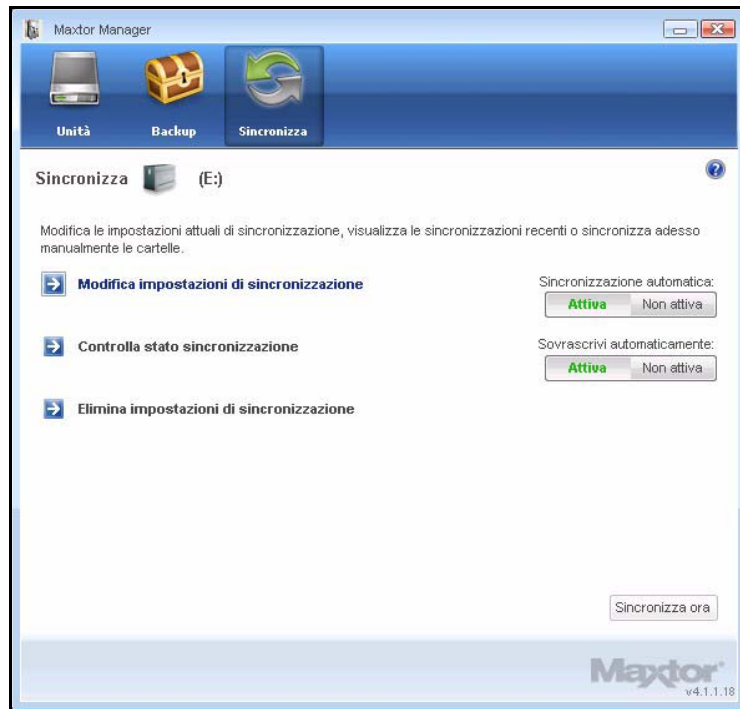 Maxtor Manager
Unità
Backup
Sincronizza
Sincronizza (E:)
Modifica le impostazioni attuali di sincronizzazione, visualizza le sincronizzazioni recenti o sincronizza adesso
manualmente le cartelle.
Modifica impostazioni di sincronizzazione
Sincronizzazione automatica:
Attiva Non attiva
Controlla stato sincronizzazione
Sovrascrivi automaticamente:
Attiva Non attiva
Elimina impostazioni di sincronizzazione
Sincronizza ora
Maxtor
v4.1.1.18